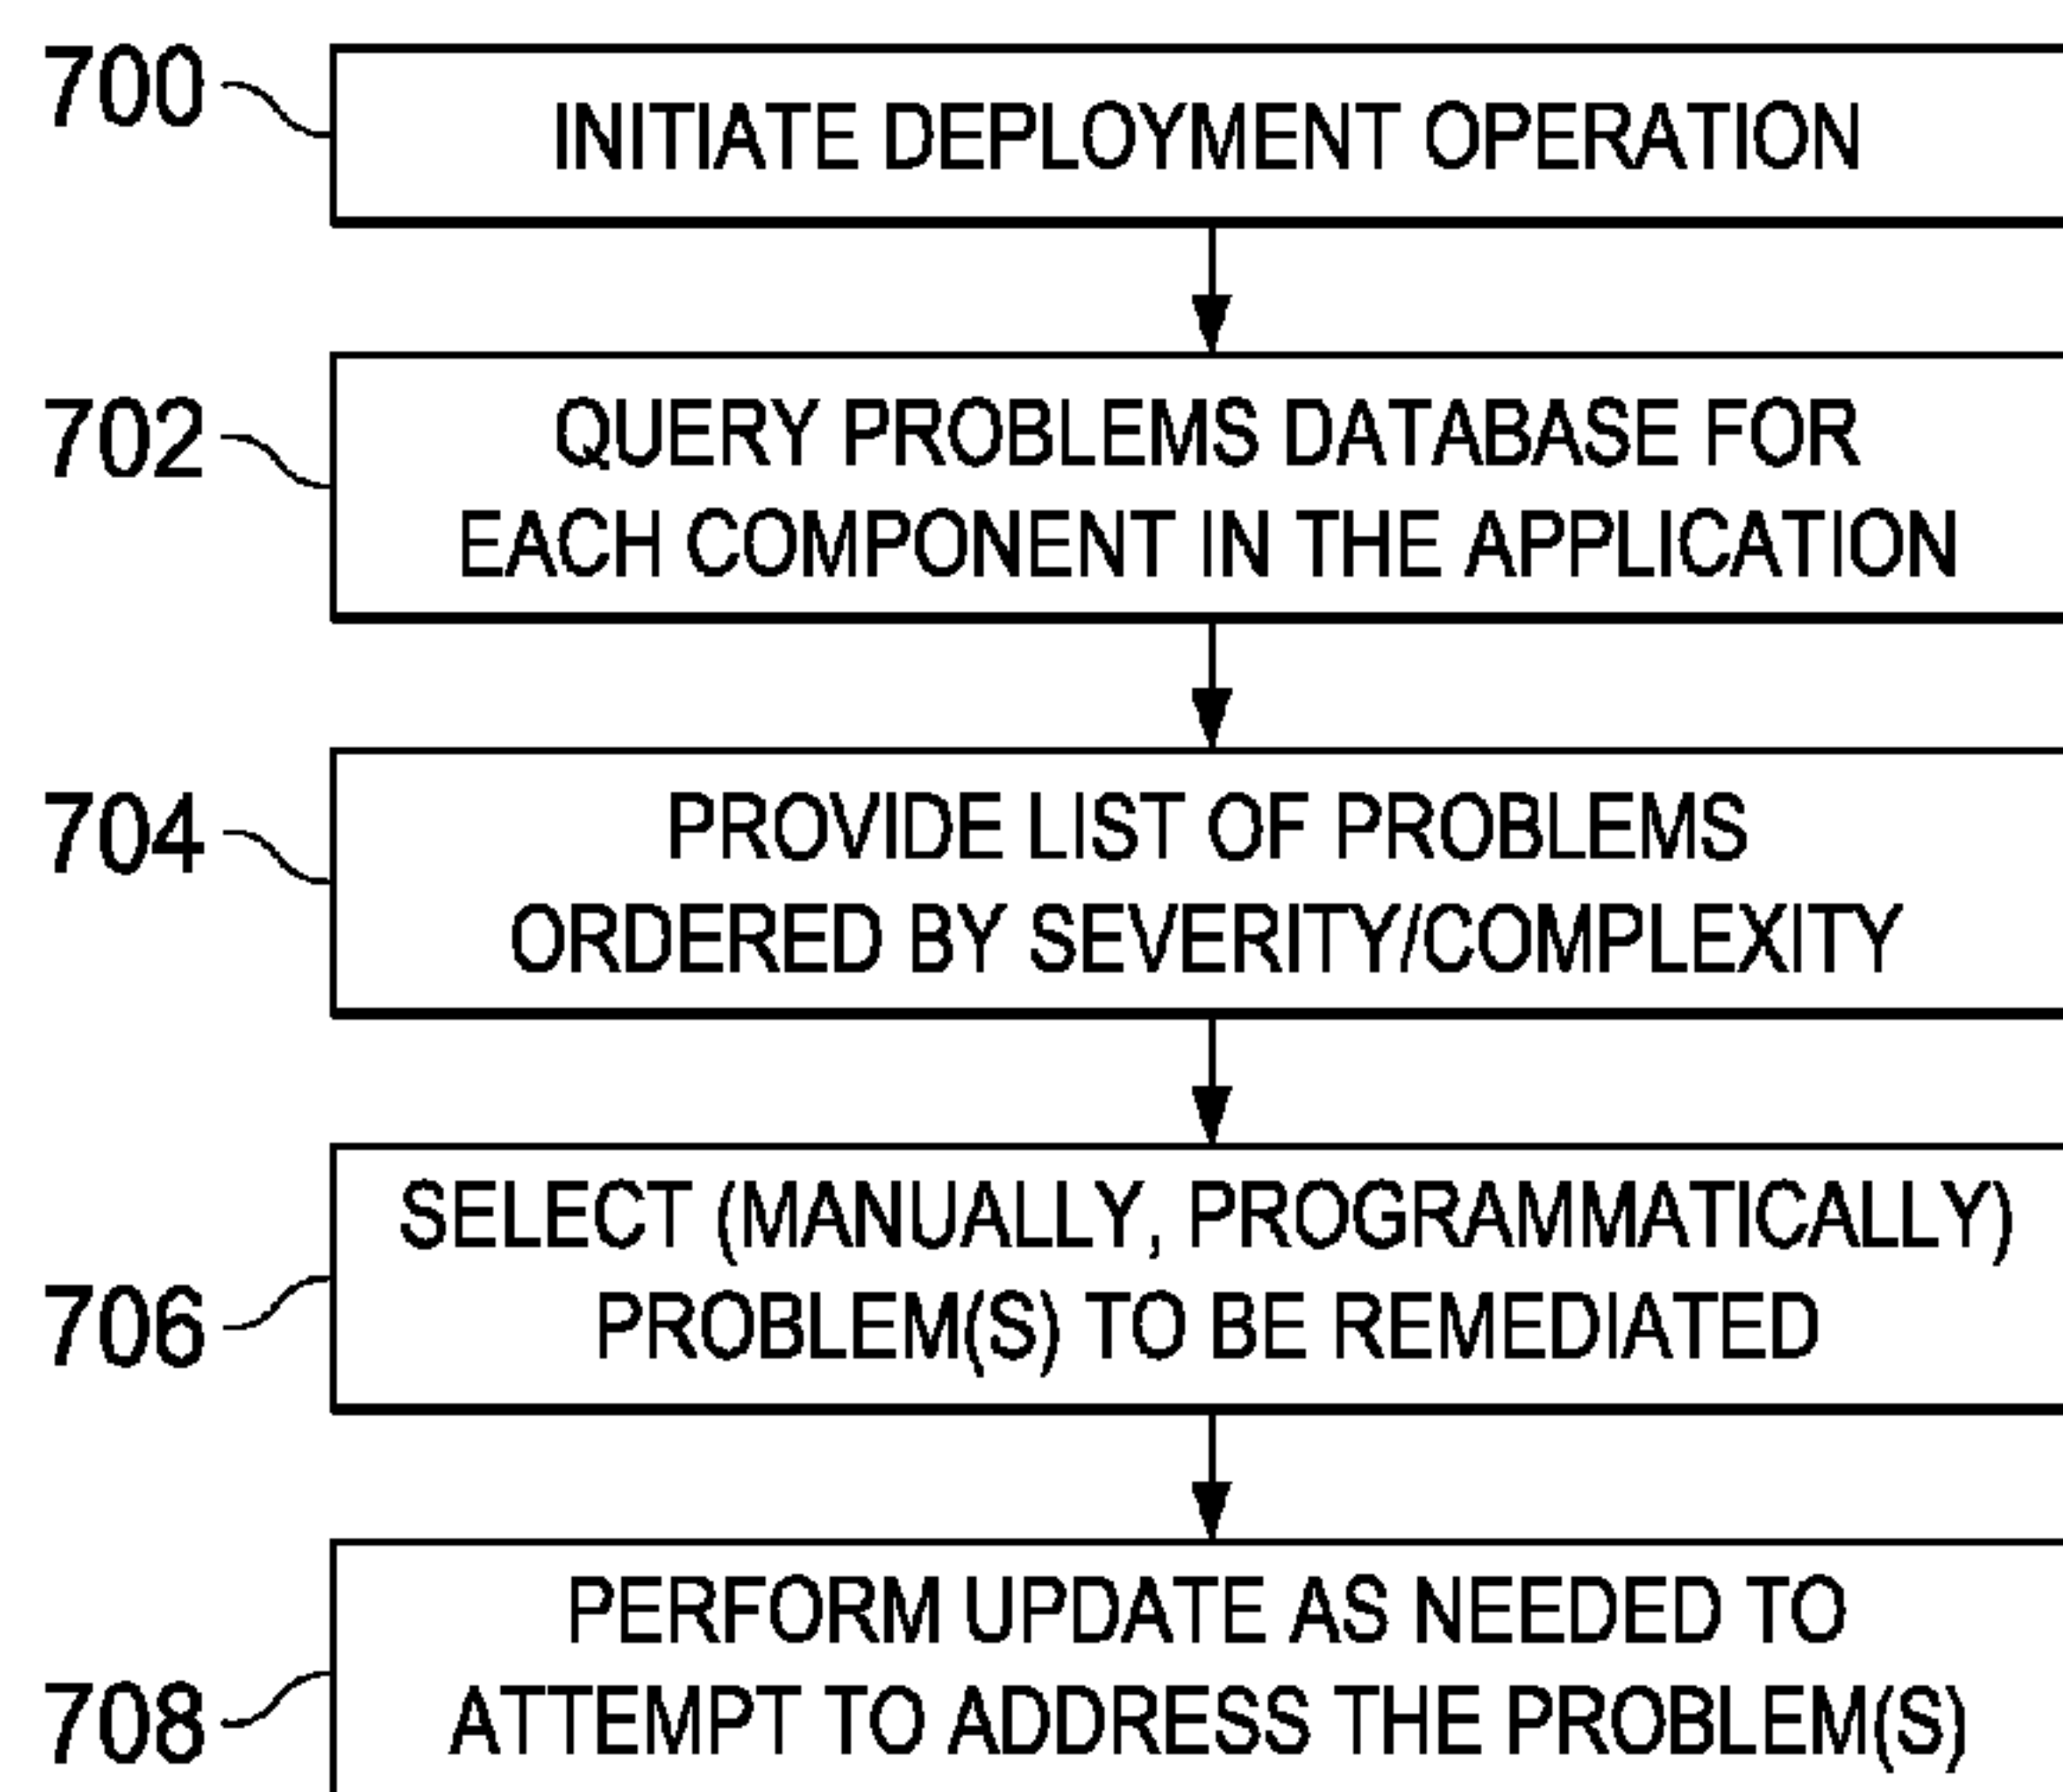 700
INITIATE DEPLOYMENT OPERATION
702
QUERY PROBLEMS DATABASE FOR
EACH COMPONENT IN THE APPLICATION
704
PROVIDE LIST OF PROBLEMS
ORDERED BY SEVERITY/COMPLEXITY
706
SELECT (MANUALLY, PROGRAMMATICALLY)
PROBLEM(S) TO BE REMEDIATED
708
PERFORM UPDATE AS NEEDED TO
ATTEMPT TO ADDRESS THE PROBLEM(S)